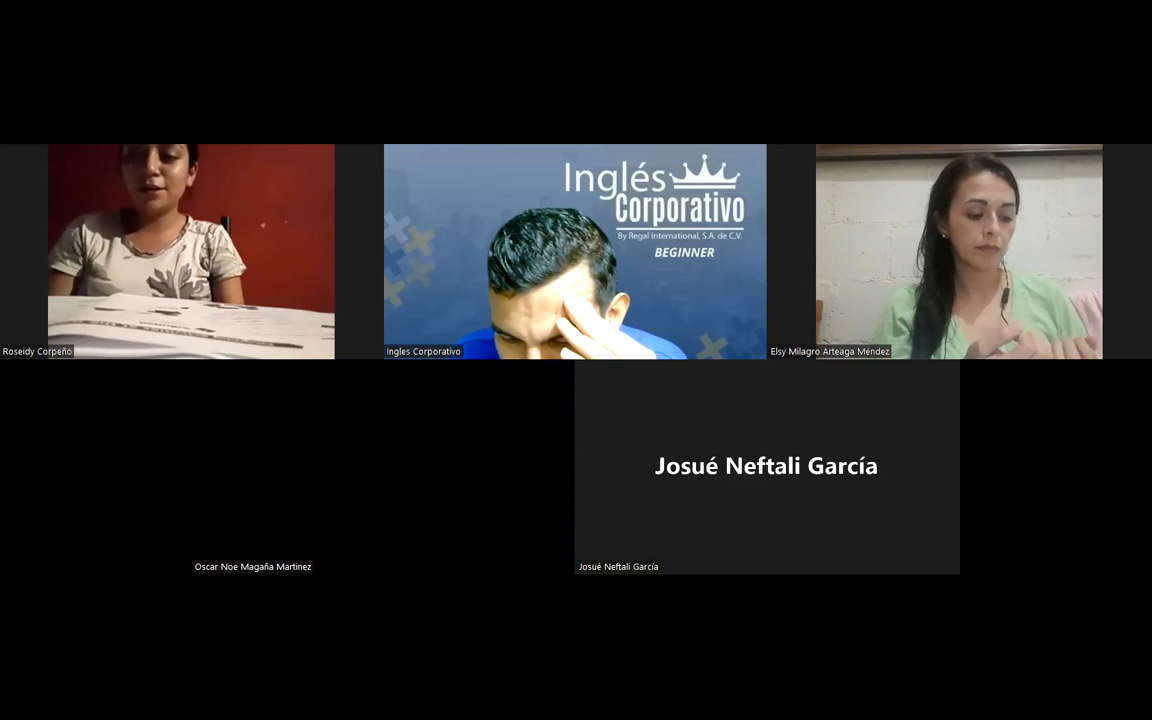 Inglés
Corporativo
By Regal International, S.A. de C.V.
BEGINNER
Roseidy Corpeño
Ingles Corporativo
Elsy Milagro Arteaga Méndez
Josué Neftali García
Oscar Noe Magaña Martinez
Josué Neftali García